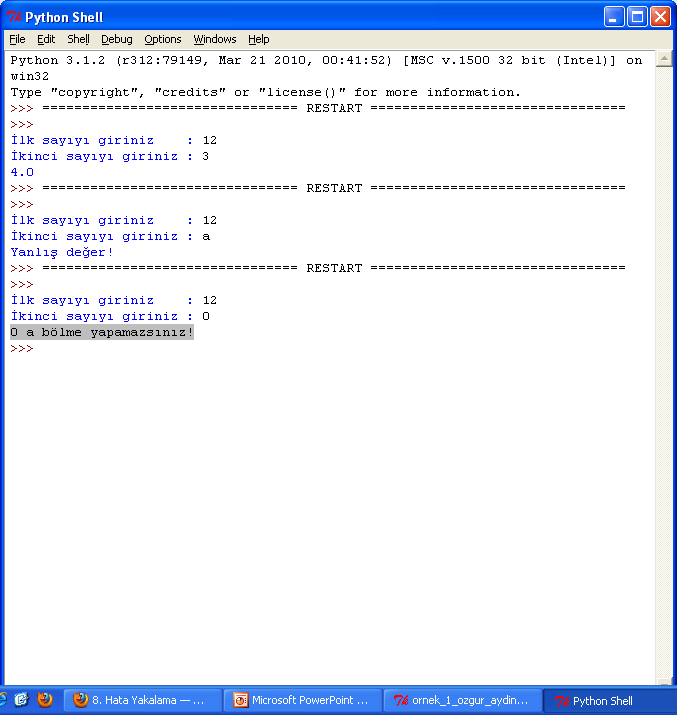 Python Shell
File Edit Shell Debug Options Windows Help
Python 3.1.2 (r312:79149, Mar 21 2010, 00:41:52) [MSC v.1500 32 bit (Intel)] on
win32
Type "copyright", "credits" or "license()" for more information.
>>> ================================ RESTART ================================
>>>
İlk sayıyı giriniz    : 12
İkinci sayıyı giriniz : 3
4.0
>>> ================================ RESTART ================================
>>>
İlk sayıyı giriniz    : 12
İkinci sayıyı giriniz : a
Yanlış değer!
>>> ================================ RESTART ================================
>>>
İlk sayıyı giriniz    : 12
İkinci sayıyı giriniz : 0
0 a bölme yapamazsınız!
>>>
8. Hata Yakalama — ... Microsoft PowerPoint ... ornek_1_ozgur_aydin... Python Shell